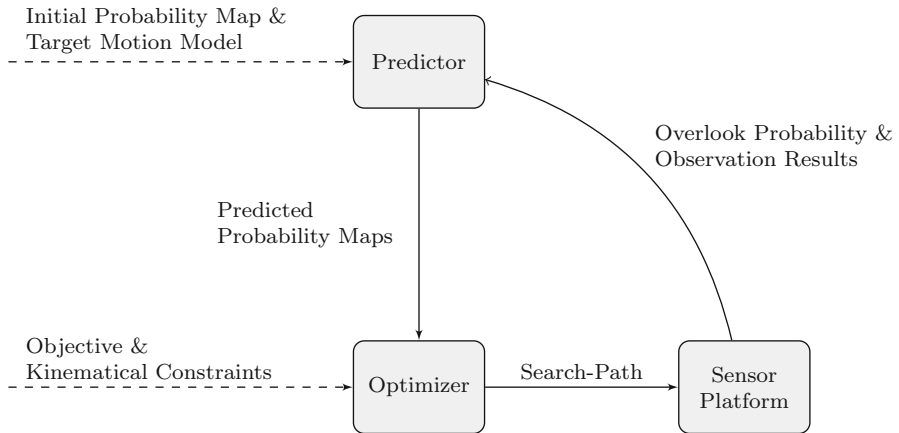 Initial Probability Map &
Target Motion Model
Predictor
Overlook Probability &
Observation Results
Predicted
Probability Maps
Objective &
Kinematical Constraints
Optimizer
Search-Path
Sensor
Platform